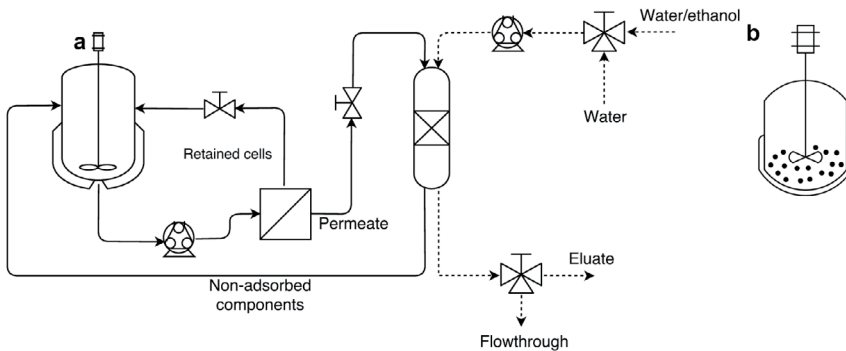 a
Water/ethanol
b
Water
Retained cells
Permeate
Non-adsorbed
components
Eluate
Flowthrough